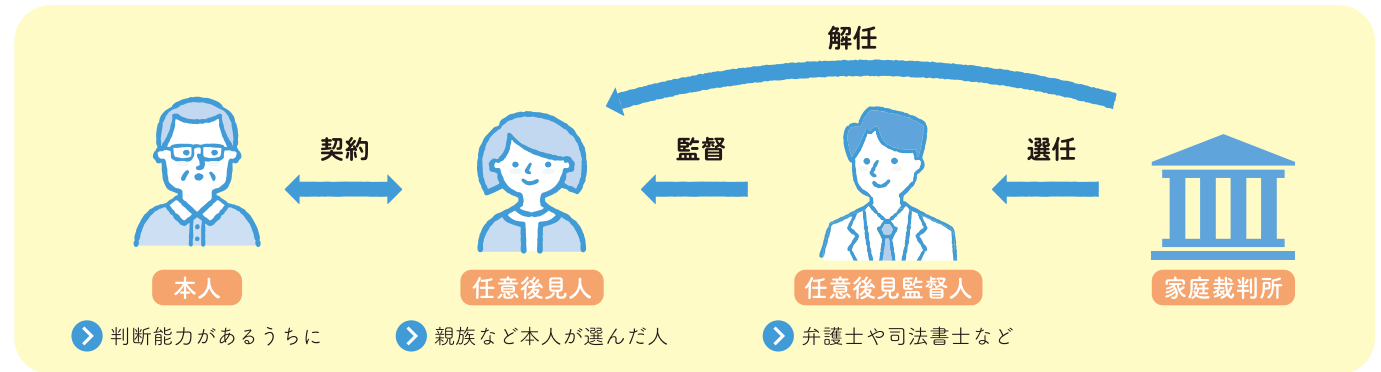 解任
契約
監督
選任
本人
任意後見人
任意後見監督人
家庭裁判所
判断能力があるうちに
親族など本人が選んだ人
弁護士や司法書士など